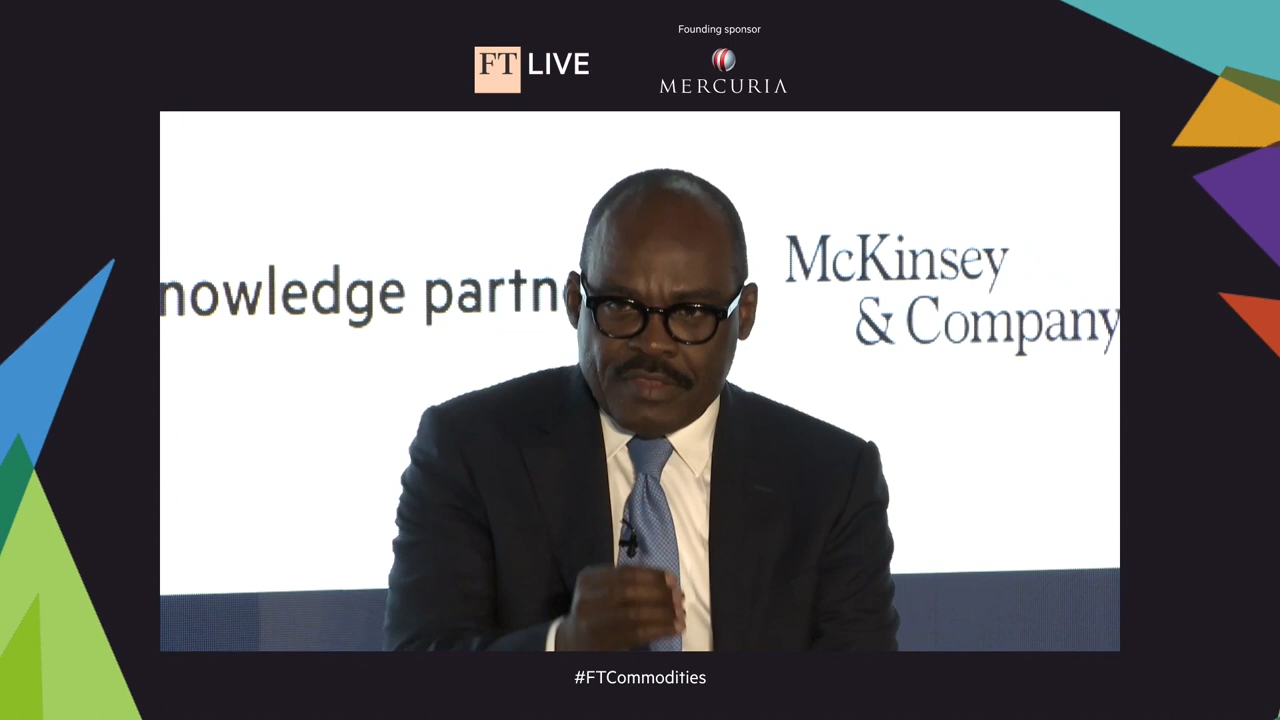 Founding sponsor
FT LIVE
MERCURIA
nowledge partn
McKinsey
& Company
#FTCommodities